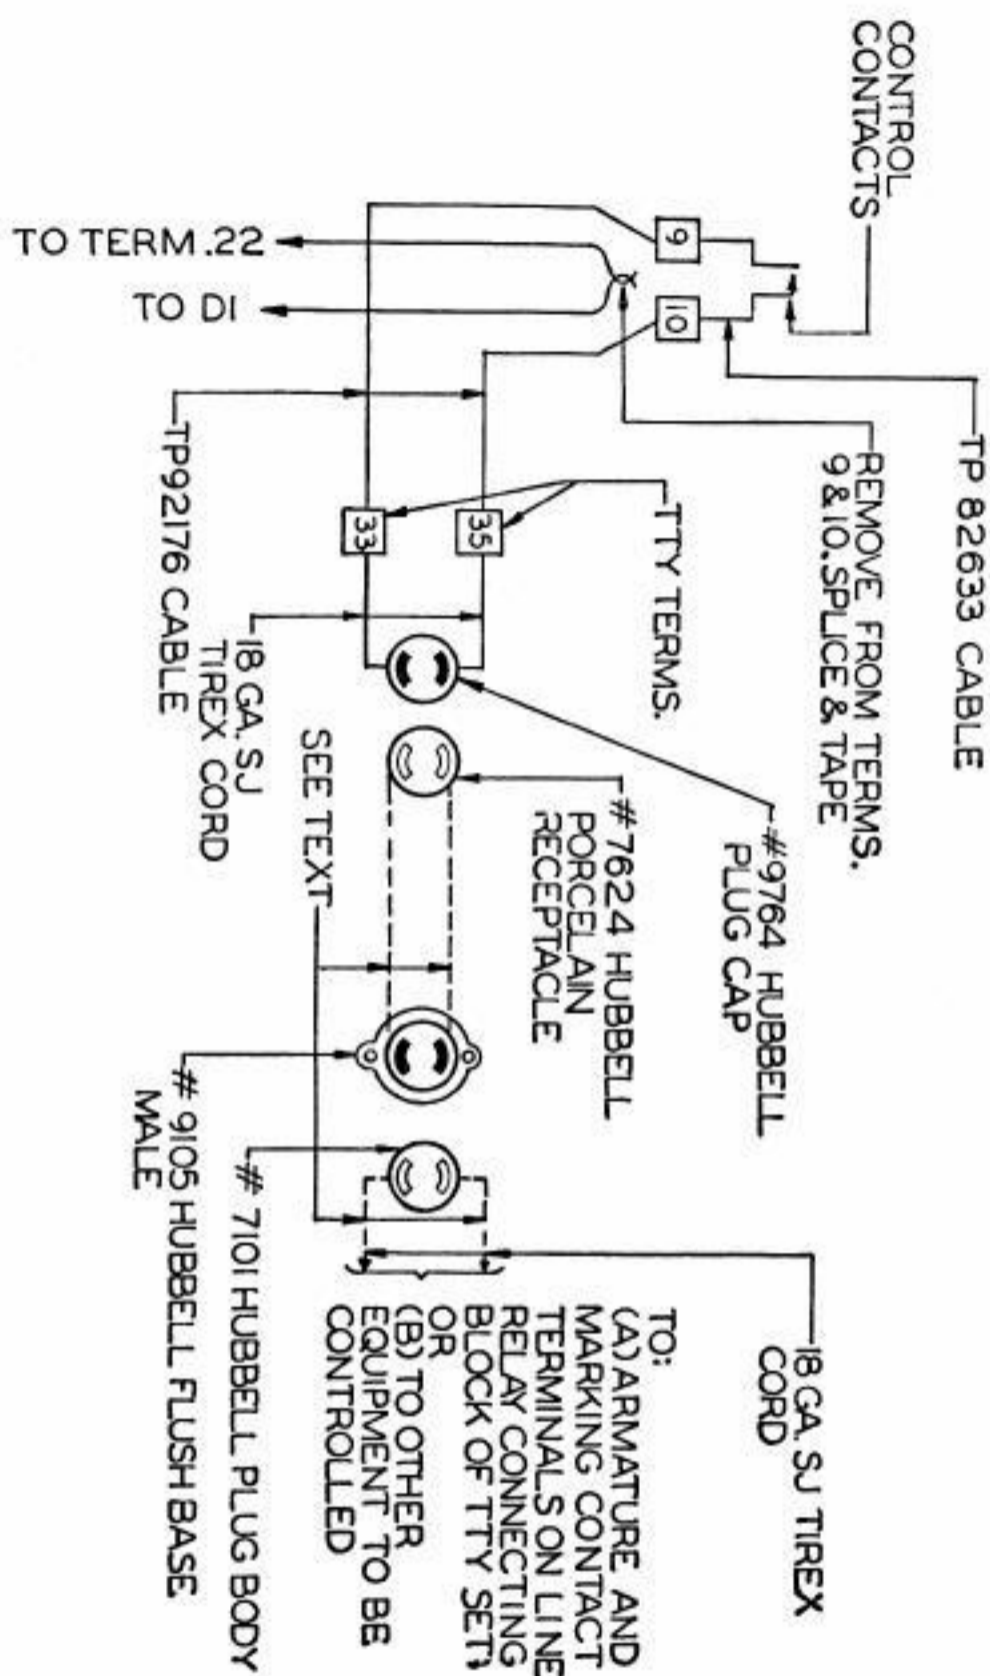 CONTROL
CONTACTS
TP 82633 CABLE
REMOVE FROM TERMS.
9 & 10. SPLICE & TAPE
9
10
TO TERM. 22
TO D1
TP92176 CABLE
33
35
TTY TERMS.
18 GA. SJ
TIREX CORD
#9764 HUBBELL
PLUG CAP
#7624 HUBBELL
PORCELAIN
RECEPTACLE
SEE TEXT
# 9105 HUBBELL FLUSH BASE
MALE
# 7101 HUBBELL PLUG BODY
18 GA. SJ TIREX
CORD
TO:
(A) ARMATURE AND
MARKING CONTACT
TERMINALS ON LINE
RELAY CONNECTING
BLOCK OF TTY SET)
OR
(B) TO OTHER
EQUIPMENT TO BE
CONTROLLED